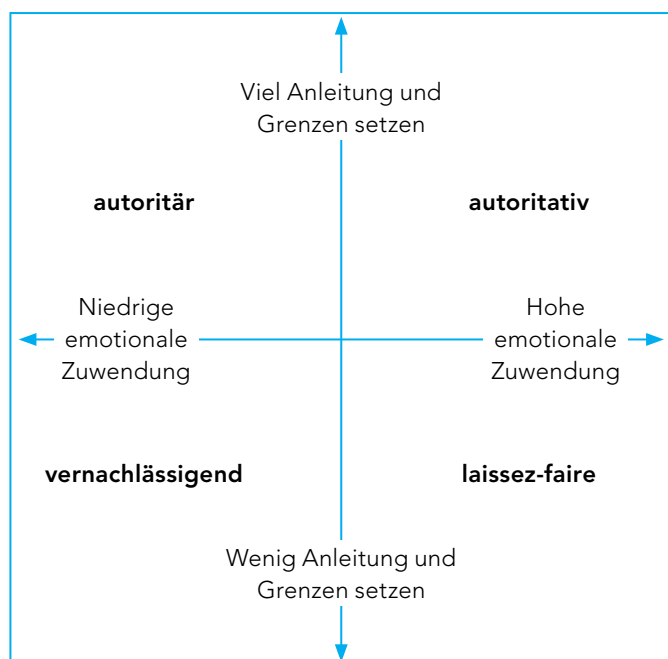 Viel Anleitung und
Grenzen setzen
autoritär
autoritativ
Niedrige
emotionale
Zuwendung
Hohe
emotionale
Zuwendung
vernachlässigend
laissez-faire
Wenig Anleitung und
Grenzen setzen